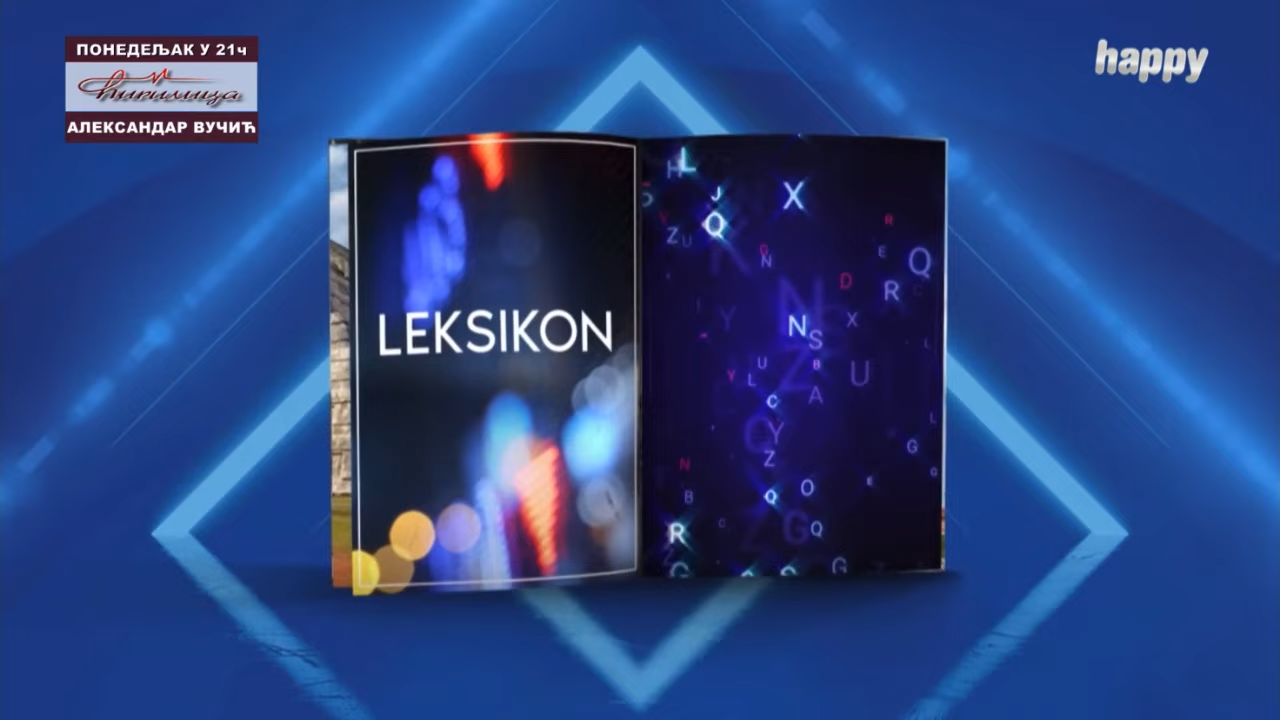 ПОНЕДЕЉАК У 21ч
Ћирилица
АЛЕКСАНДАР ВУЧИЋ
happy
LEKSIKON